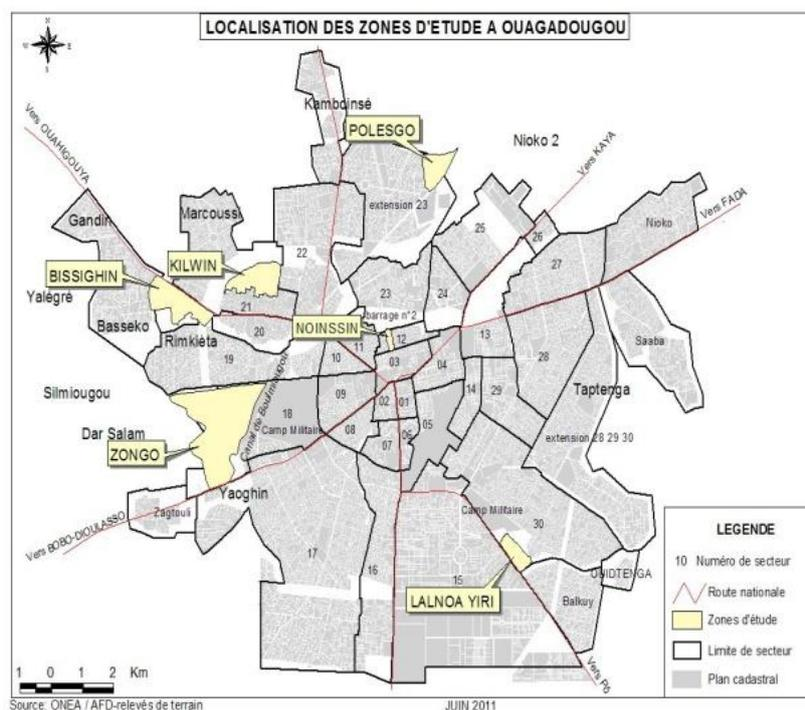 LOCALISATION DES ZONES D'ETUDE A OUAGADOUGOU
N
W E
S
Kamboinsé
Vers OUAHIGOUYA
POLESGO
Nioko 2
Vers KAYA
extension 23
Gandin
Marcoussi
25
26
Nioko
Vers FADA
22
KILWIN
27
BISSIGHIN
23
24
Yalégré
21
barrage n°2
Basseko
Rimkièta
20
NOINSSIN
12
13
Saaba
19
10
11
03
04
28
Silmiougou
Canal de Boulmiougou
09
02
01
14
29
Taptenga
18
Camp Militaire
05
Dar Salam
08
07
06
extension 28 29 30
ZONGO
Yaoghin
Zagtouli
Camp Militaire
30
Vers BOBO-DIOULASSO
17
16
15
OUIDTENGA
LALNOA YIRI
Balkuy
Vers Pô
LEGENDE
10 Numéro de secteur
Route nationale
Zones d'étude
Limite de secteur
Plan cadastral
1 0 1 2 Km
Source: ONEA / AFD-relevés de terrain
JUIN 2011